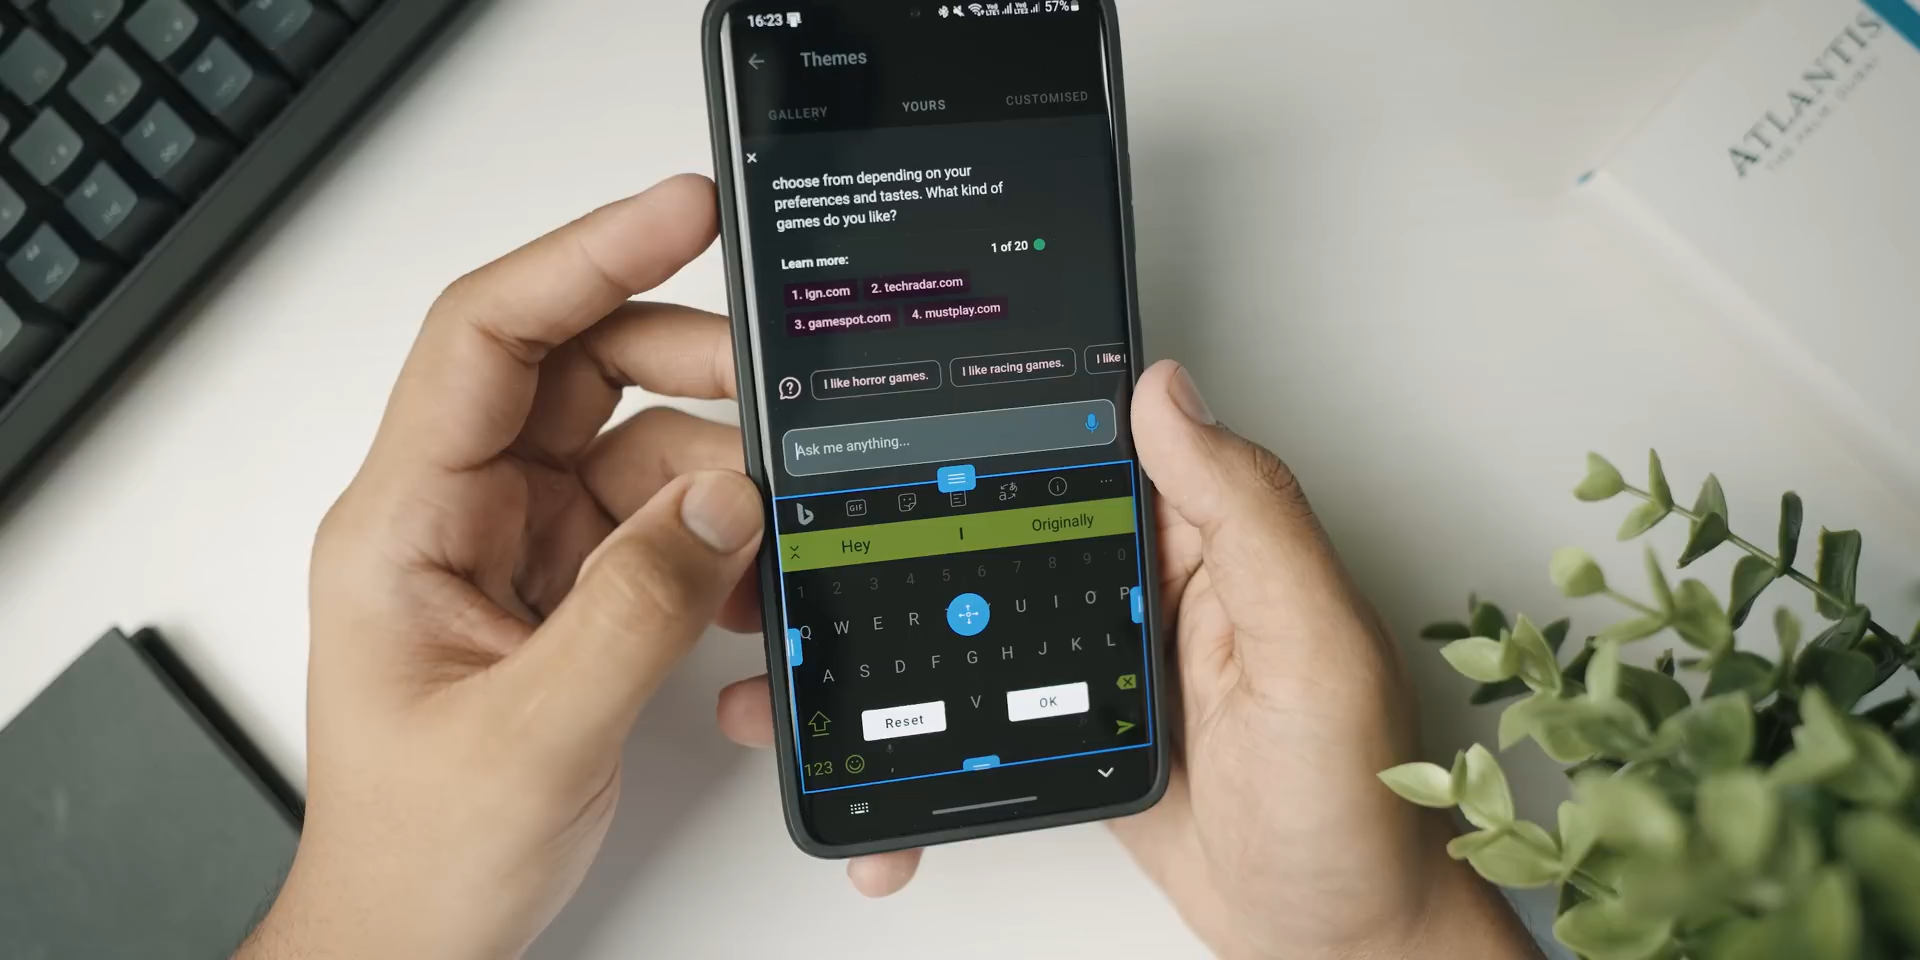 16:23 57%
Themes
GALLERY YOURS CUSTOMISED
choose from depending on your
preferences and tastes. What kind of
games do you like?
1 of 20
Learn more:
1. ign.com 2. techradar.com
3. gamespot.com 4. mustplay.com
I like horror games. I like racing games. I like
Ask me anything...
GIF
Hey I Originally
1 2 3 4 5 6 7 8 9 0
Q W E R U I O P
A S D F G H J K L
Reset V OK
123 ,
ATLANTIS
THE PALM, DUBAI